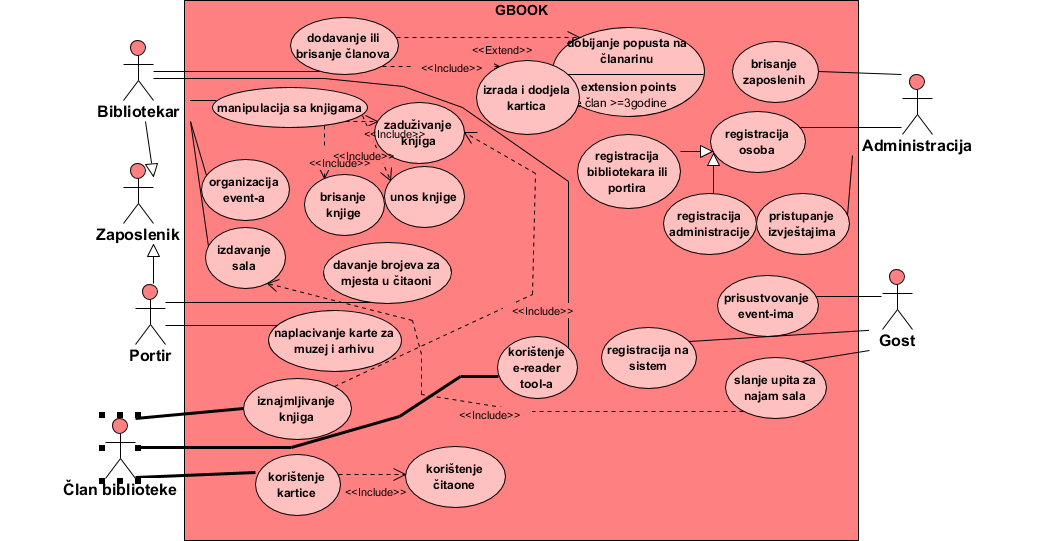 GBOOK
dodavanje ili
brisanje članova
<<Extend>>
<<Include>>
dobijanje popusta na
članarinu
extension points
član >=3godine
izrada i dodjela
kartica
brisanje
zaposlenih
Bibliotekar
manipulacija sa knjigama
<<Include>>
zaduživanje
knjiga
<<Include>>
<<Include>>
registracija
osoba
Administracija
registracija
bibliotekara ili
portira
organizacija
event-a
brisanje
knjige
unos knjige
registracija
administracije
pristupanje
izvještajima
Zaposlenik
izdavanje
sala
davanje brojeva za
mjesta u čitaoni
prisustvovanje
event-ima
<<Include>>
Portir
naplacivanje karte za
muzej i arhivu
Gost
registracija na
sistem
korištenje
e-reader
tool-a
slanje upita za
najam sala
iznajmljivanje
knjiga
<<Include>>
Član biblioteke
korištenje
kartice
<<Include>>
korištenje
čitaone